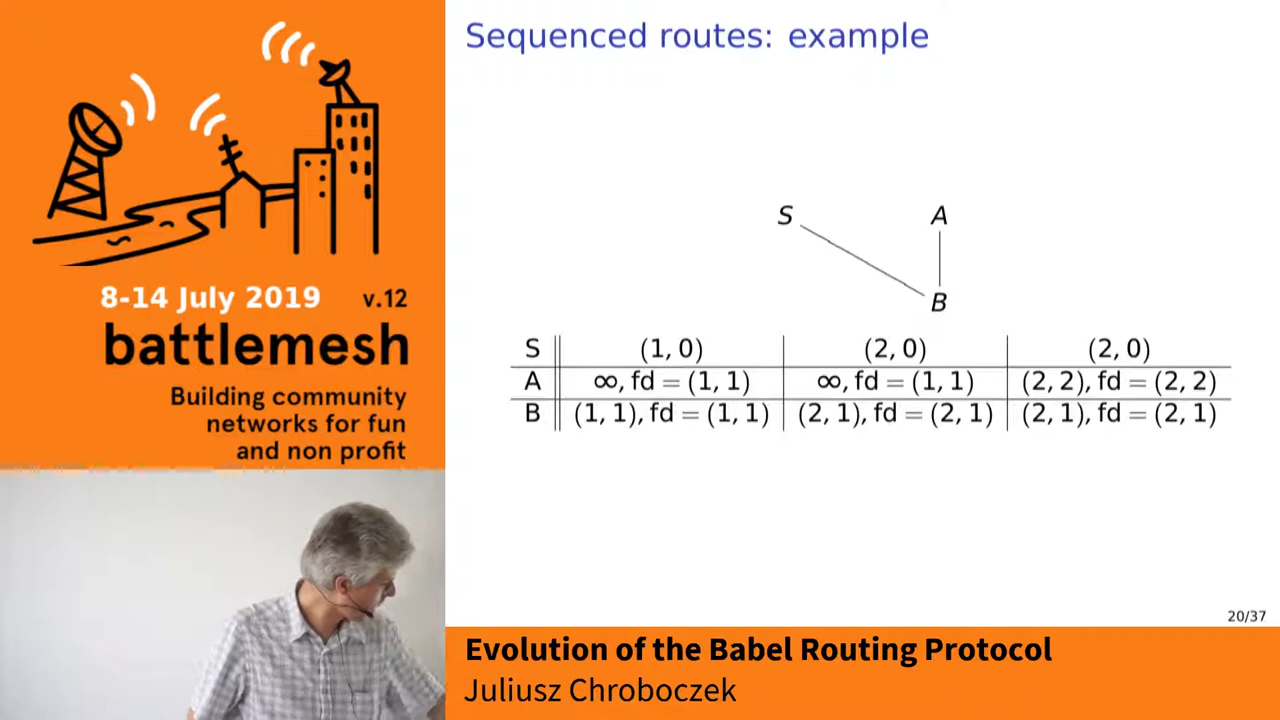 8-14 July 2019 v.12
battlemesh
Building community
networks for fun
and non profit
Sequenced routes: example
S A
B
S (1, 0) (2, 0) (2, 0)
A ∞, fd = (1, 1) ∞, fd = (1, 1) (2, 2), fd = (2, 2)
B (1, 1), fd = (1, 1) (2, 1), fd = (2, 1) (2, 1), fd = (2, 1)
20/37
Evolution of the Babel Routing Protocol
Juliusz Chroboczek